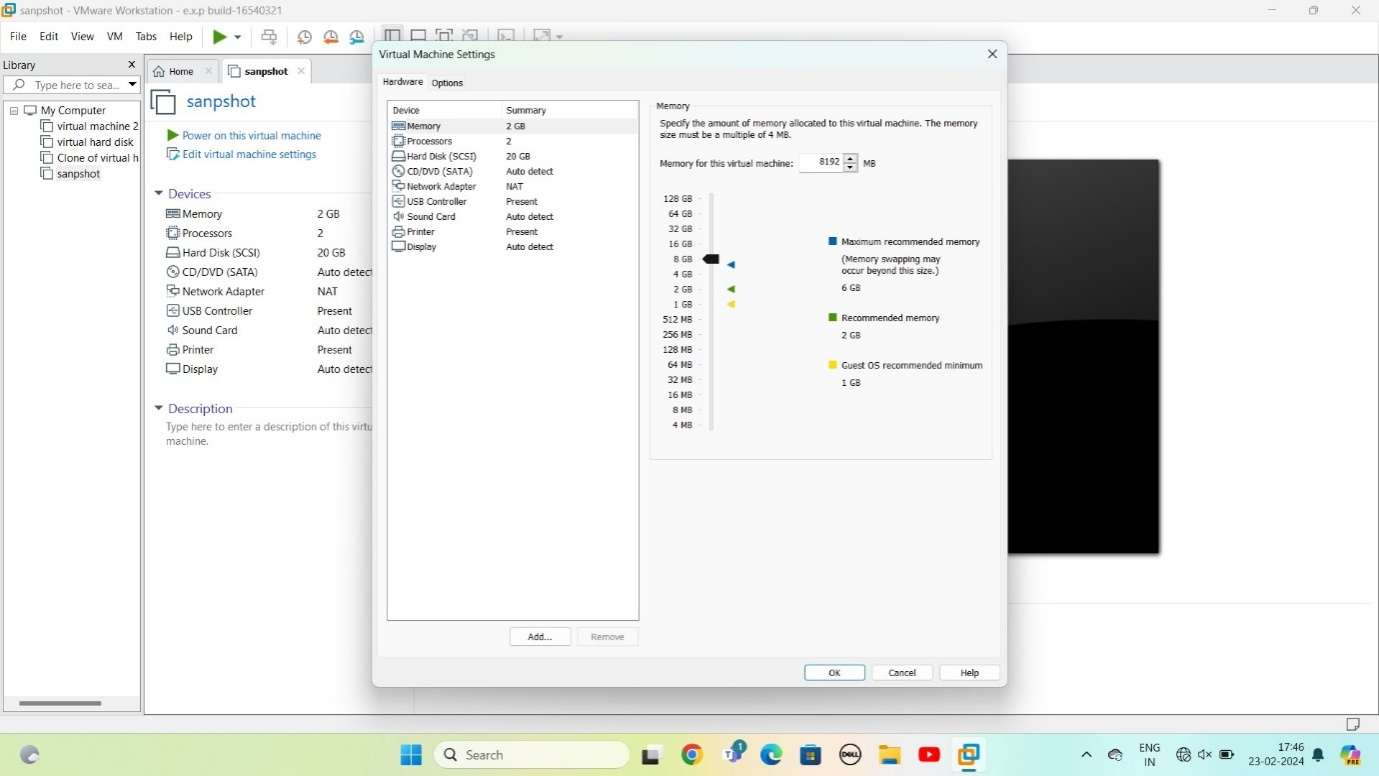 sanpshot - VMware Workstation - e.x.p build-16540321
File Edit View VM Tabs Help
Library
Type here to sea...
My Computer
virtual machine 2
virtual hard disk
Clone of virtual h
sanpshot
Home
sanpshot
sanpshot
Power on this virtual machine
Edit virtual machine settings
Devices
Memory 2 GB
Processors 2
Hard Disk (SCSI) 20 GB
CD/DVD (SATA) Auto detect
Network Adapter NAT
USB Controller Present
Sound Card Auto detect
Printer Present
Display Auto detect
Description
Type here to enter a description of this virtu
machine.
Virtual Machine Settings
Hardware Options
Device Summary
Memory 2 GB
Processors 2
Hard Disk (SCSI) 20 GB
CD/DVD (SATA) Auto detect
Network Adapter NAT
USB Controller Present
Sound Card Auto detect
Printer Present
Display Auto detect
Add... Remove
Memory
Specify the amount of memory allocated to this virtual machine. The memory
size must be a multiple of 4 MB.
Memory for this virtual machine: 8192 MB
128 GB
64 GB
32 GB
16 GB
8 GB
4 GB
2 GB
1 GB
512 MB
256 MB
128 MB
64 MB
32 MB
16 MB
8 MB
4 MB
Maximum recommended memory
(Memory swapping may
occur beyond this size.)
6 GB
Recommended memory
2 GB
Guest OS recommended minimum
1 GB
OK Cancel Help
Search
1
DELL
ENG
IN
17:46
23-02-2024
PRE